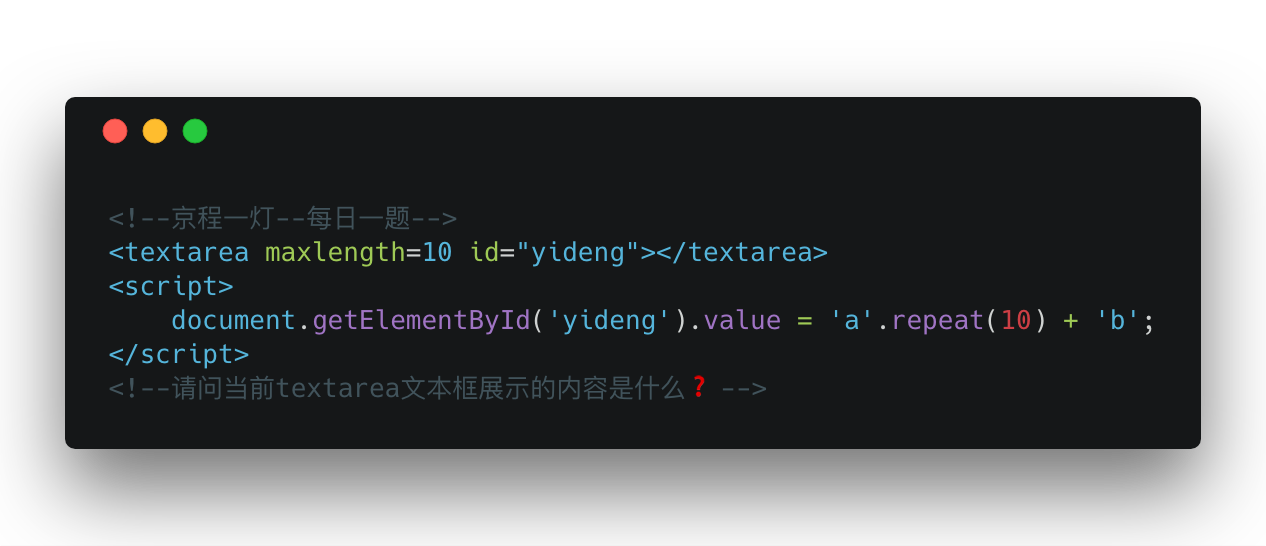 <!--京程一灯--每日一题-->
<textarea maxlength=10 id="yideng"></textarea>
<script>
    document.getElementById('yideng').value = 'a'.repeat(10) + 'b';
</script>
<!--请问当前textarea文本框展示的内容是什么❓ -->